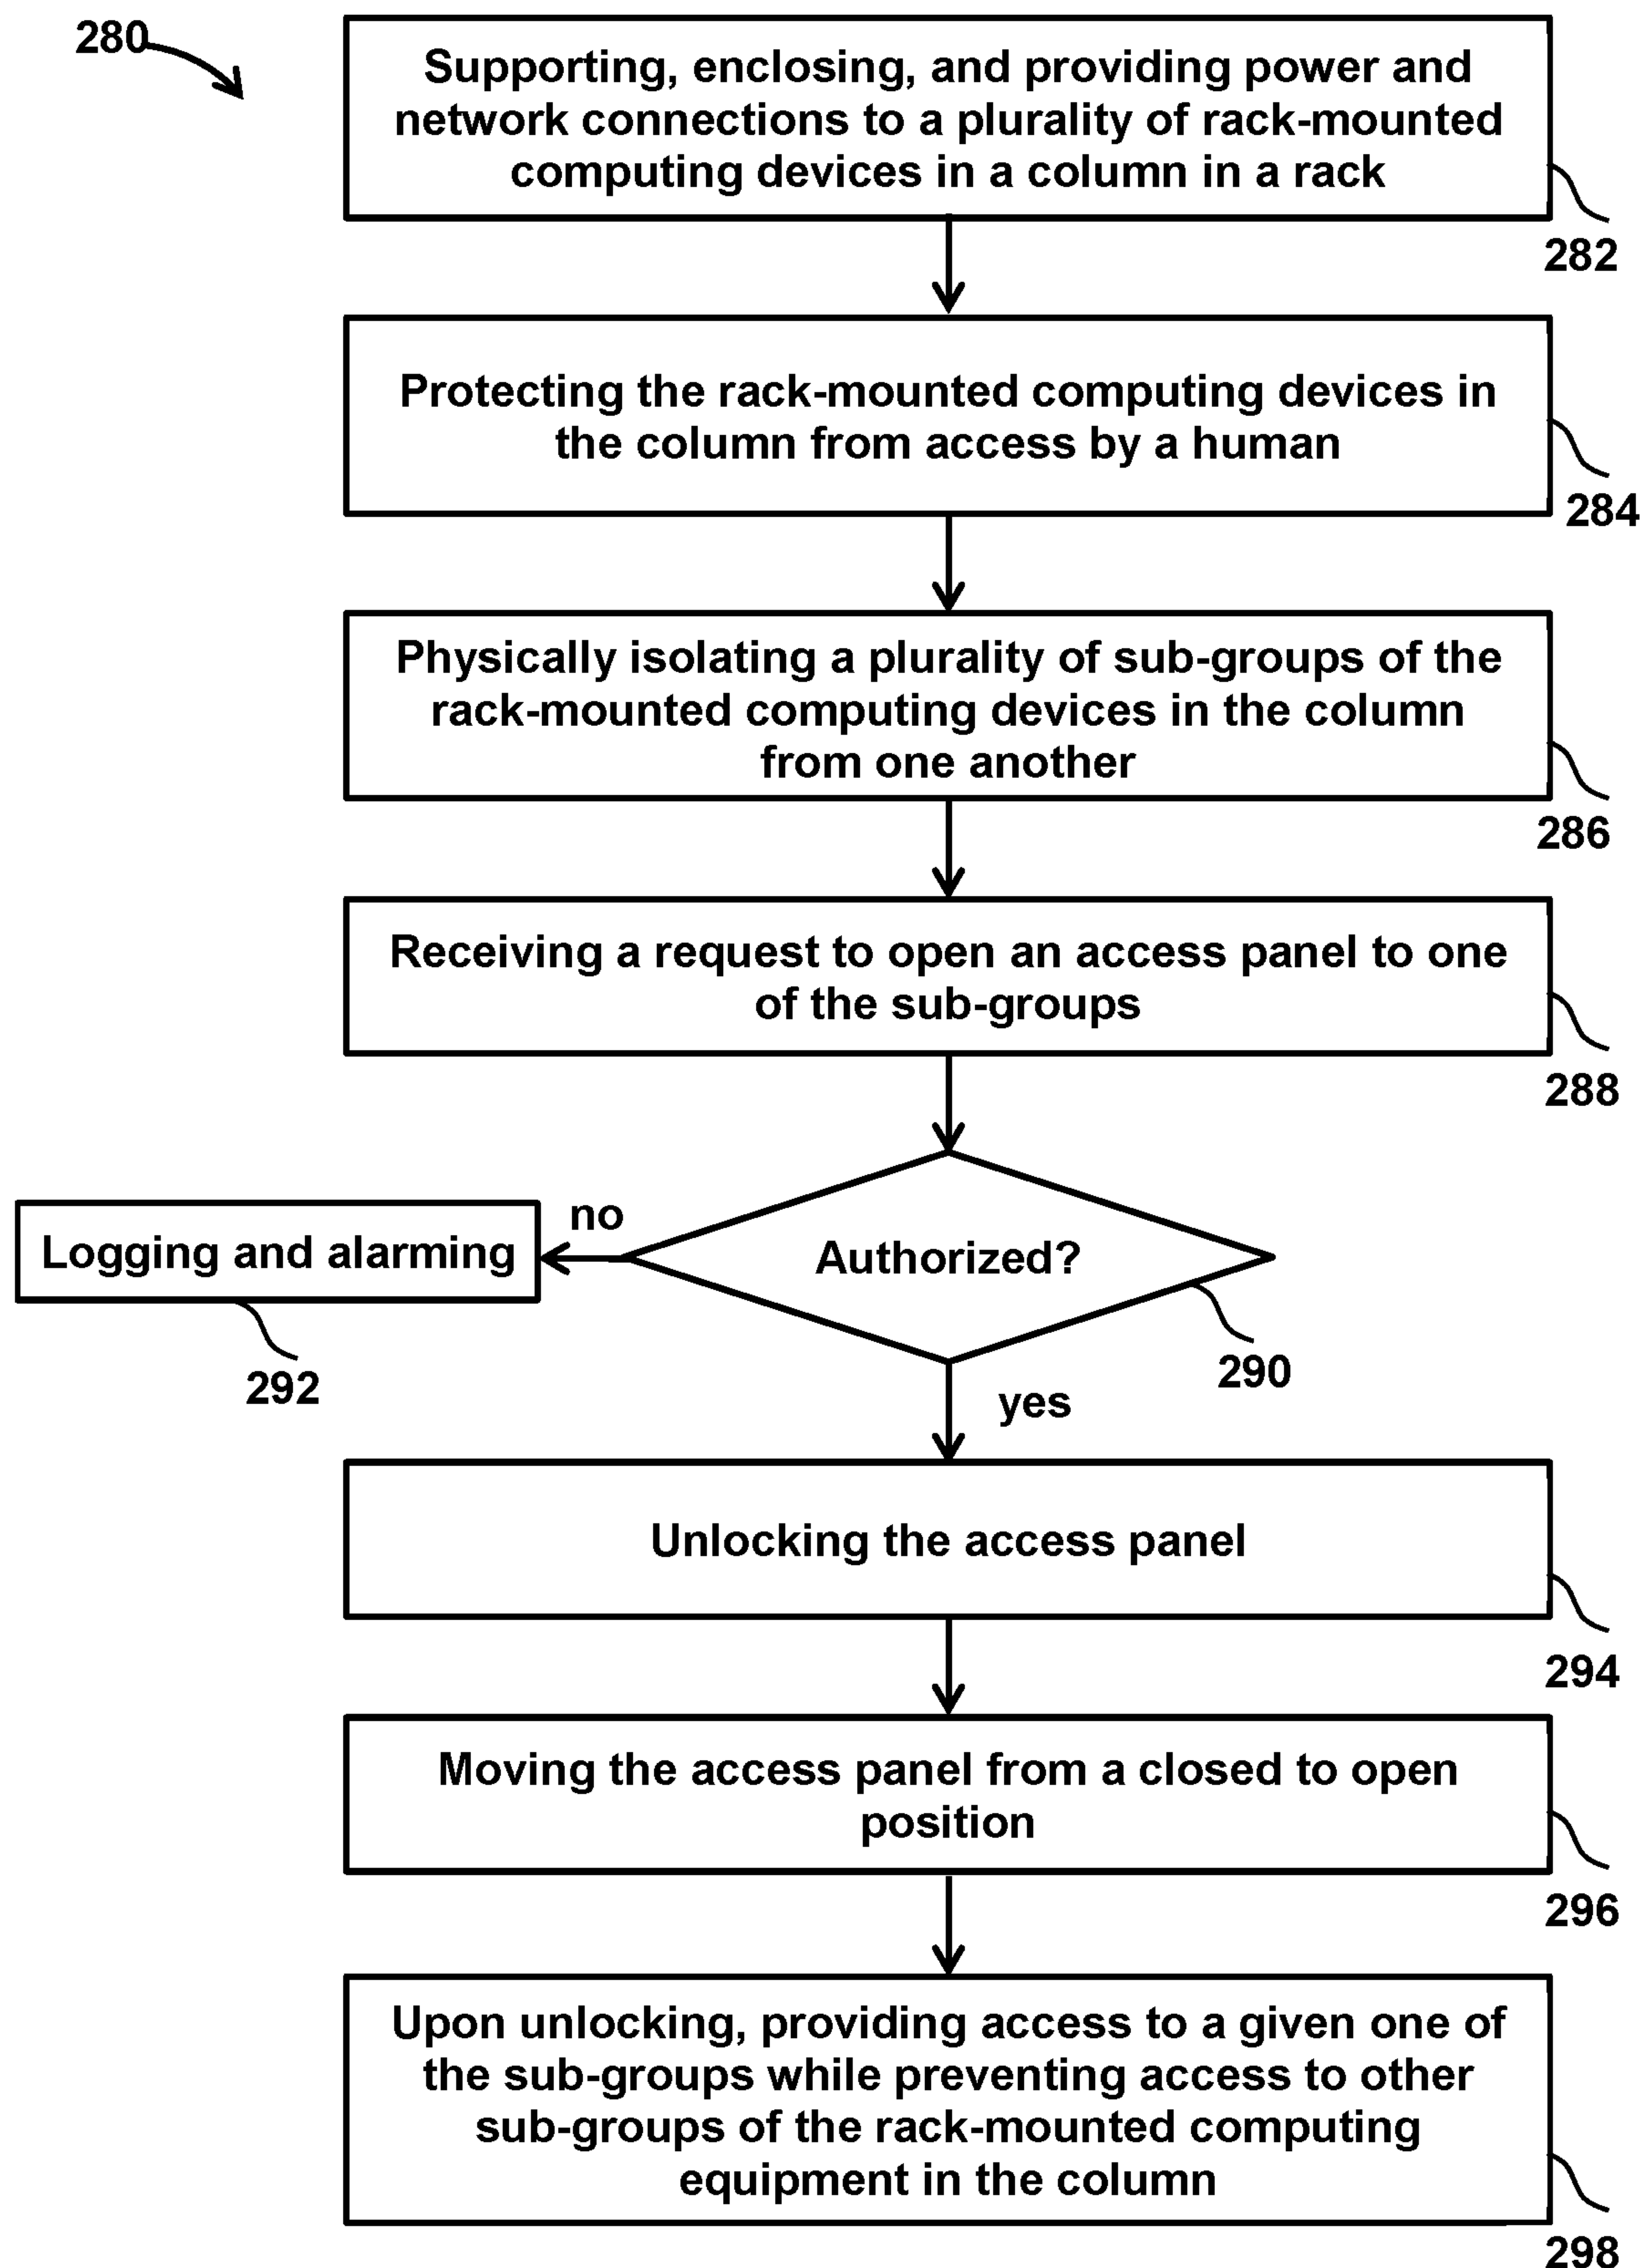 280
Supporting, enclosing, and providing power and
network connections to a plurality of rack-mounted
computing devices in a column in a rack
282
Protecting the rack-mounted computing devices in
the column from access by a human
284
Physically isolating a plurality of sub-groups of the
rack-mounted computing devices in the column
from one another
286
Receiving a request to open an access panel to one
of the sub-groups
288
no
Logging and alarming
Authorized?
292
290
yes
Unlocking the access panel
294
Moving the access panel from a closed to open
position
296
Upon unlocking, providing access to a given one of
the sub-groups while preventing access to other
sub-groups of the rack-mounted computing
equipment in the column
298